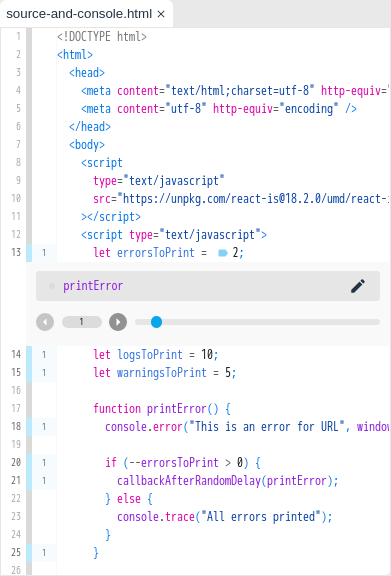 source-and-console.html ×
1 <!DOCTYPE html>
2 <html>
3 <head>
4 <meta content="text/html;charset=utf-8" http-equiv="
5 <meta content="utf-8" http-equiv="encoding" />
6 </head>
7 <body>
8 <script
9 type="text/javascript"
10 src="https://unpkg.com/react-is@18.2.0/umd/react-
11 ></script>
12 <script type="text/javascript">
13 1 let errorsToPrint = 2;
printError
1
14 1 let logsToPrint = 10;
15 1 let warningsToPrint = 5;
16
17 function printError() {
18 1 console.error("This is an error for URL", window
19
20 1 if (--errorsToPrint > 0) {
21 1 callbackAfterRandomDelay(printError);
22 } else {
23 console.trace("All errors printed");
24 }
25 1 }
26